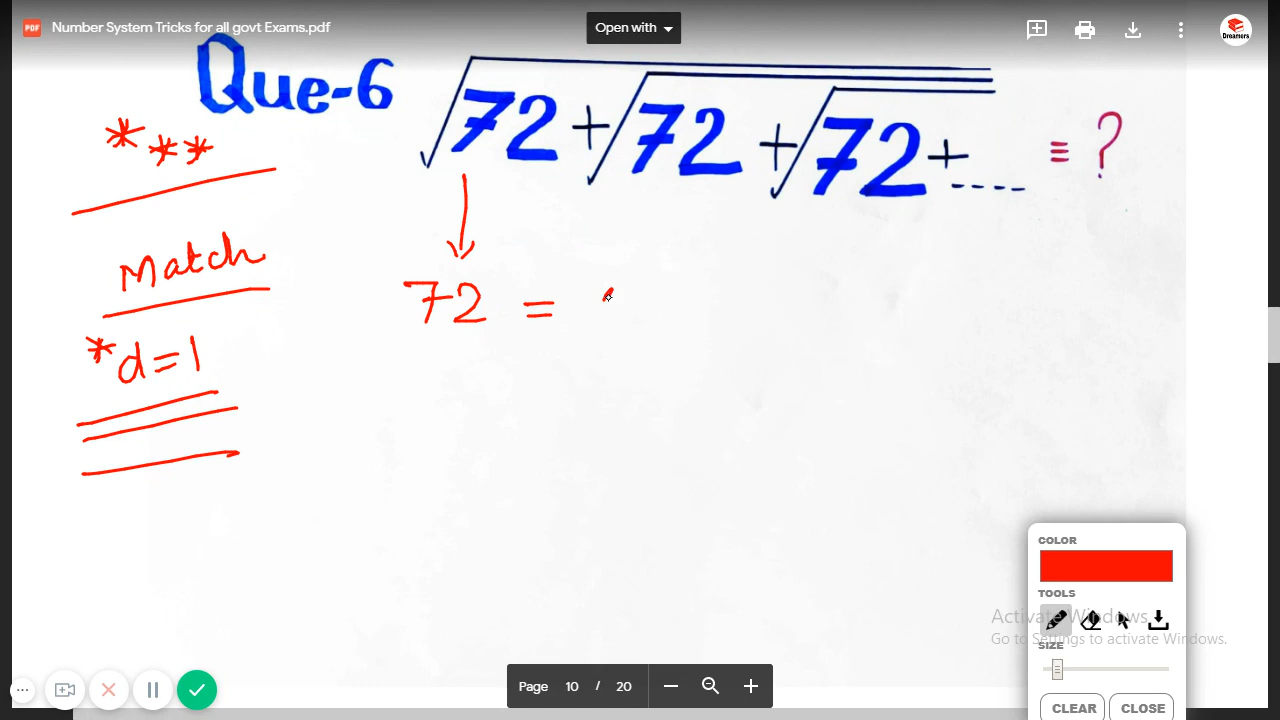 Number System Tricks for all govt Exams.pdf
Open with
Dreamers
Que-6 √72+√72+√72+---- = ?
***
Match
*d=1
72 =
COLOR
TOOLS
Activate Windows
Go to Settings to activate Windows.
SIZE
Page 10 / 20
CLEAR CLOSE